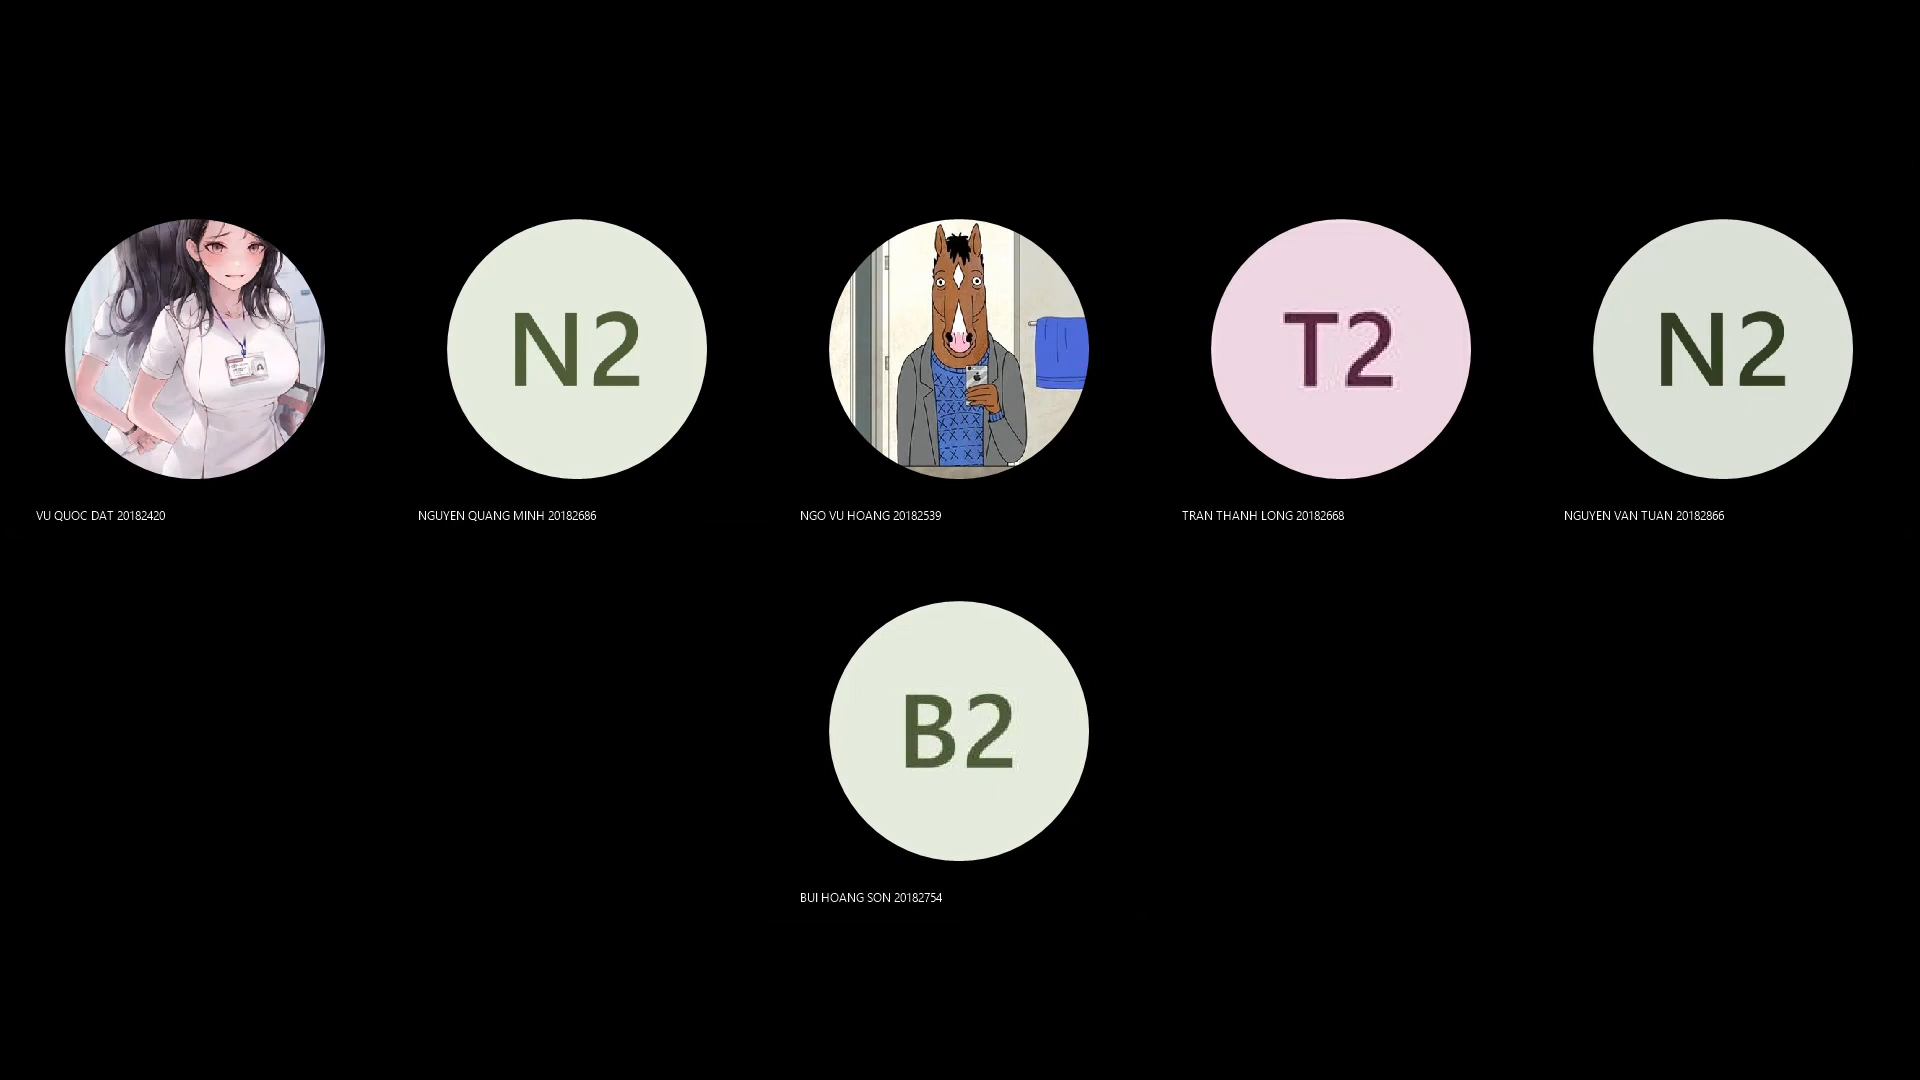 N2
T2
N2
VU QUOC DAT 20182420
NGUYEN QUANG MINH 20182686
NGO VU HOANG 20182539
TRAN THANH LONG 20182668
NGUYEN VAN TUAN 20182866
B2
BUI HOANG SON 20182754